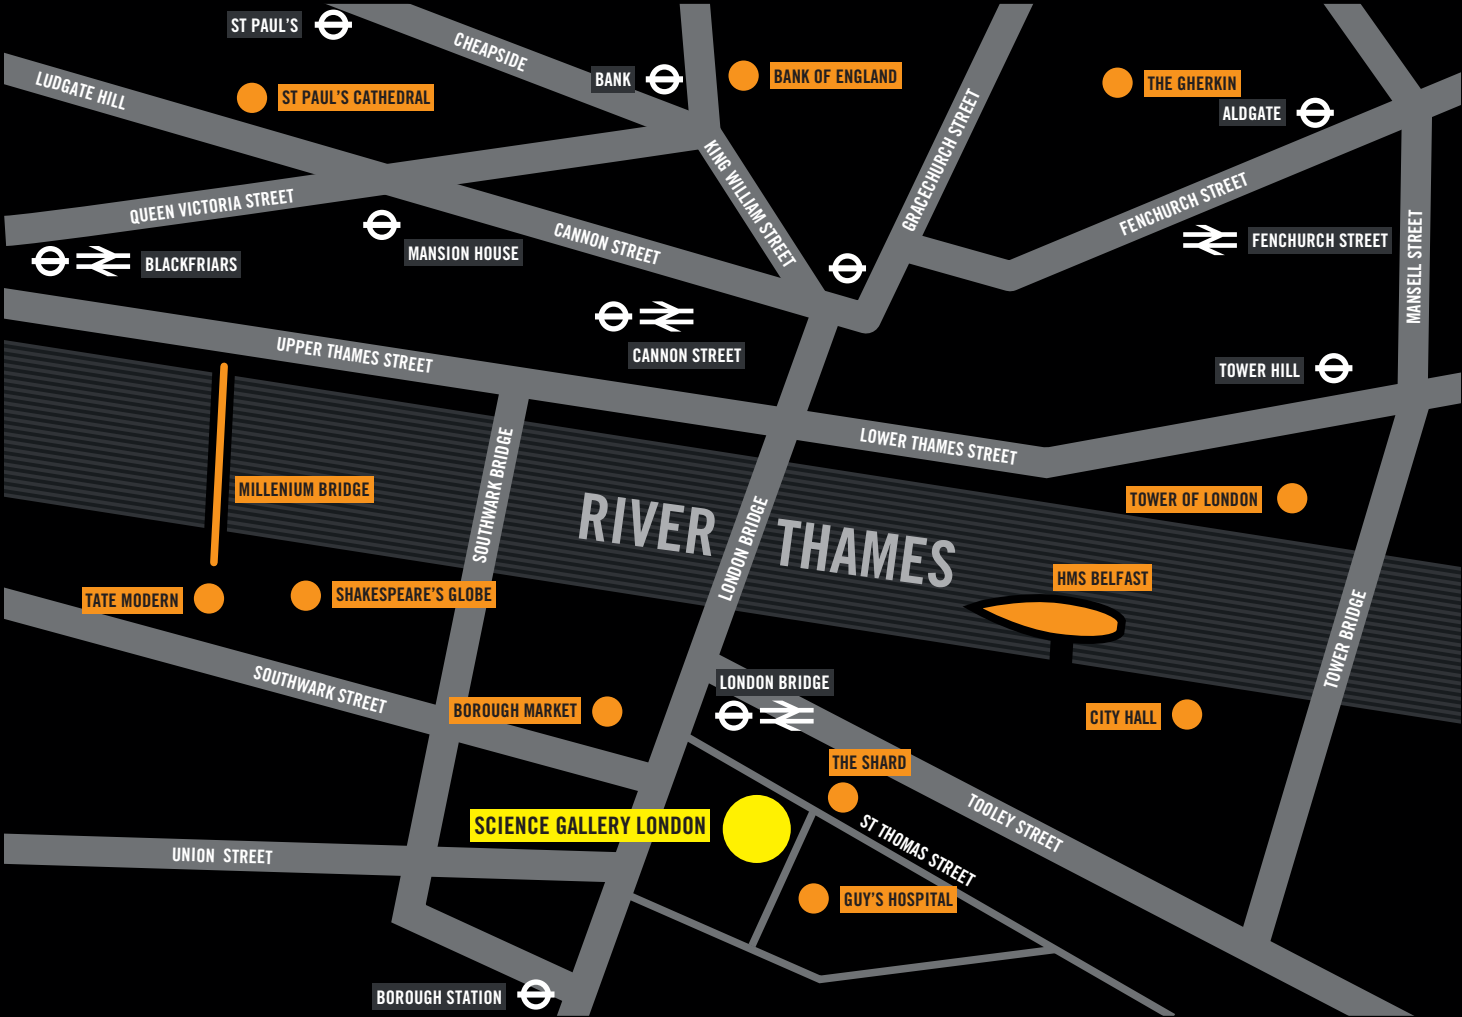 ST PAUL'S
CHEAPSIDE
BANK
BANK OF ENGLAND
THE GHERKIN
LUDGATE HILL
ST PAUL'S CATHEDRAL
ALDGATE
GRACECHURCH STREET
KING WILLIAM STREET
QUEEN VICTORIA STREET
FENCHURCH STREET
MANSION HOUSE
CANNON STREET
FENCHURCH STREET
MANSELL STREET
BLACKFRIARS
CANNON STREET
UPPER THAMES STREET
TOWER HILL
LOWER THAMES STREET
MILLENIUM BRIDGE
SOUTHWARK BRIDGE
RIVER THAMES
LONDON BRIDGE
TOWER OF LONDON
HMS BELFAST
TATE MODERN
SHAKESPEARE'S GLOBE
TOWER BRIDGE
SOUTHWARK STREET
LONDON BRIDGE
BOROUGH MARKET
CITY HALL
THE SHARD
TOOLEY STREET
SCIENCE GALLERY LONDON
ST THOMAS STREET
UNION STREET
GUY'S HOSPITAL
BOROUGH STATION